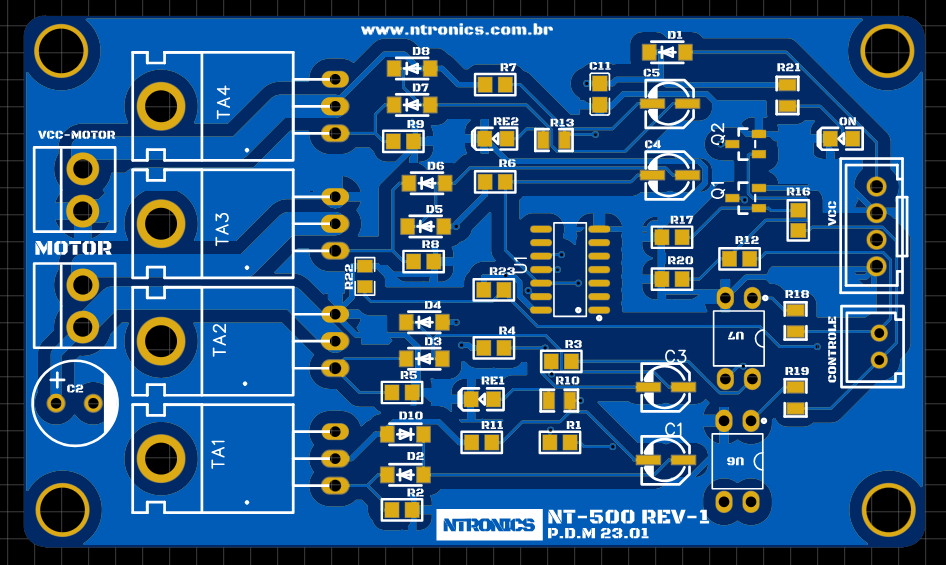 www.ntronics.com.br
D1
D8
C11
C5
R7
R21
D7
TA4
RE2
R13
ON
VCC-MOTOR
R9
Q2
C4
D6
R6
Q1
R16
D5
VCC
TA3
R17
MOTOR
R8
R12
U1
R22
R23
R20
R18
D4
TA2
R4
U7
CONTROLE
D3
R3
C3
R19
R5
RE1
R10
+
C2
D10
R11
R1
C1
TA1
D2
U6
R2
NTRONICS
NT-500 REV-1
P.D.M 23.01